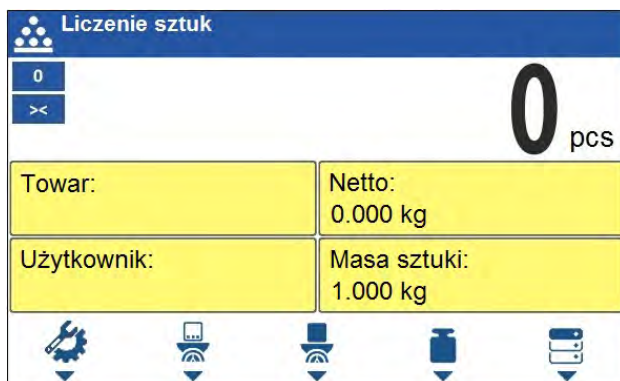 Liczenie sztuk
0
><
0 pcs
Towar:
Netto:
0.000 kg
Użytkownik:
Masa sztuki:
1.000 kg